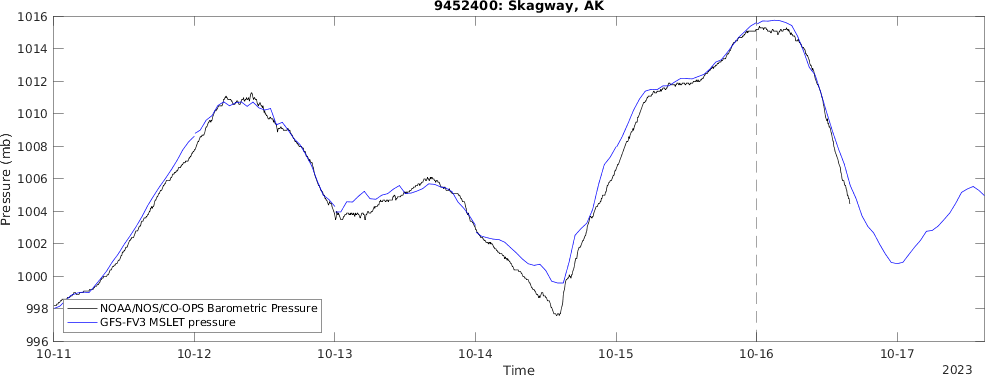 9452400: Skagway, AK
Pressure (mb)
1016
1014
1012
1010
1008
1006
1004
1002
1000
998
996
NOAA/NOS/CO-OPS Barometric Pressure
GFS-FV3 MSLET pressure
10-11 10-12 10-13 10-14 10-15 10-16 10-17
Time
2023